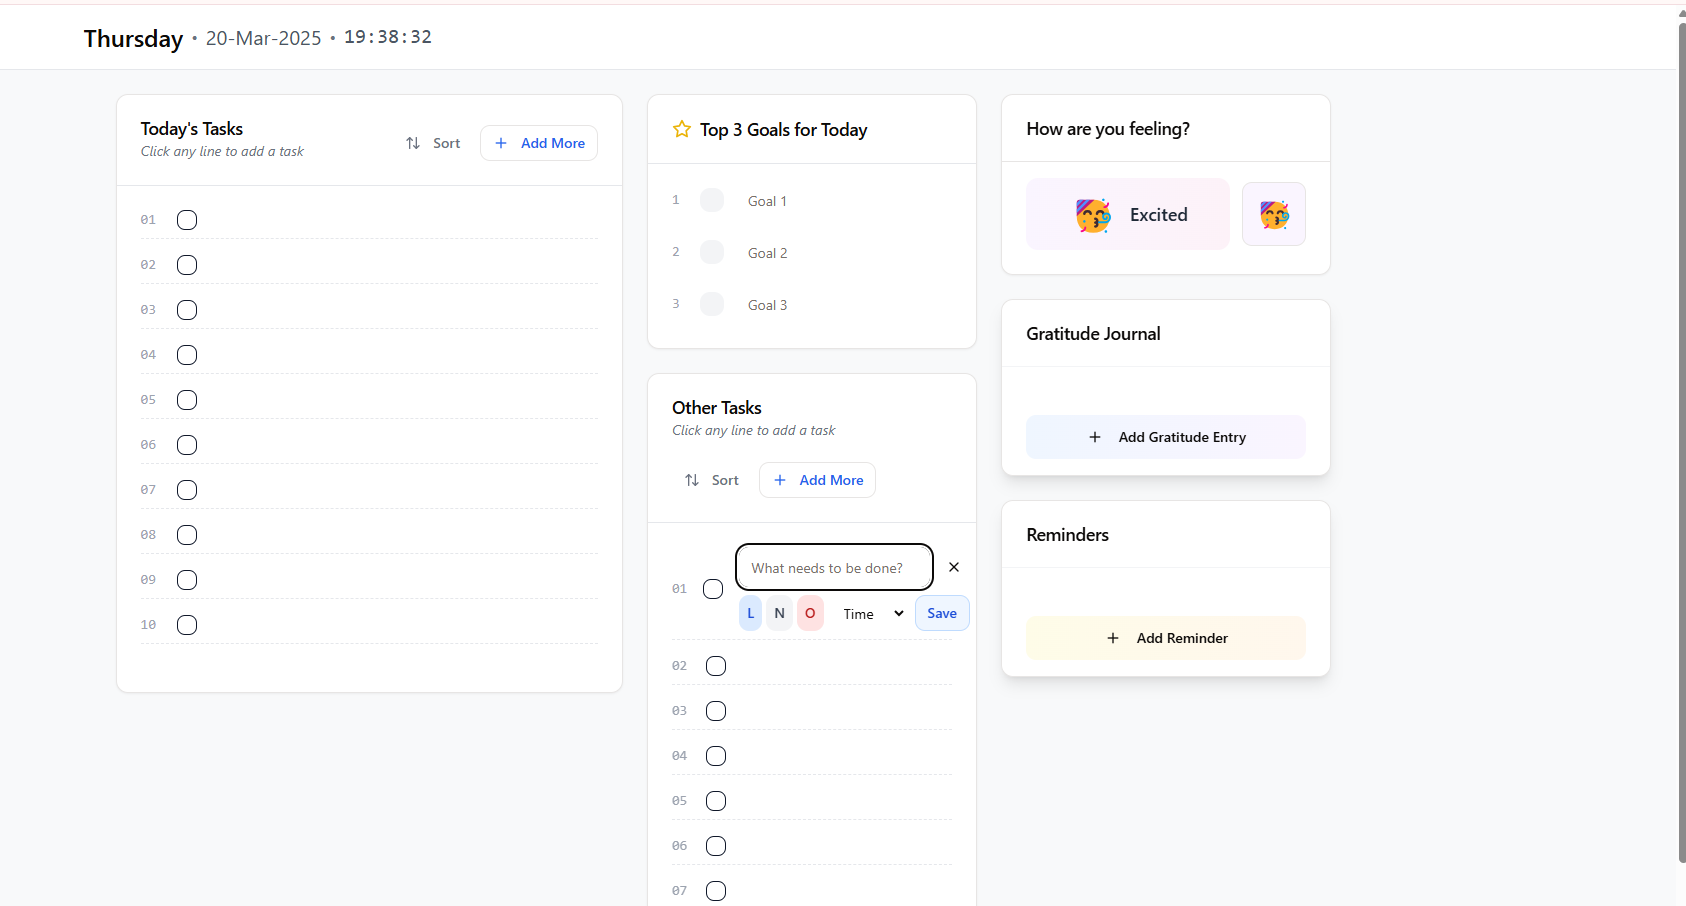 Thursday • 20-Mar-2025 • 19:38:32
Today's Tasks
Click any line to add a task
Sort
+ Add More
01
02
03
04
05
06
07
08
09
10
Top 3 Goals for Today
1 Goal 1
2 Goal 2
3 Goal 3
Other Tasks
Click any line to add a task
Sort
+ Add More
What needs to be done?
01
L N O Time Save
02
03
04
05
06
07
How are you feeling?
Excited
Gratitude Journal
+ Add Gratitude Entry
Reminders
+ Add Reminder